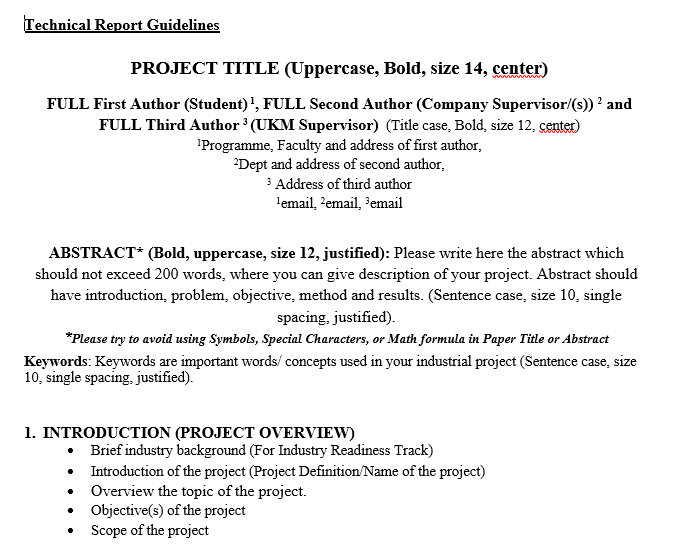 Technical Report Guidelines
PROJECT TITLE (Uppercase, Bold, size 14, center)
FULL First Author (Student) ¹, FULL Second Author (Company Supervisor/(s)) ² and
FULL Third Author ³ (UKM Supervisor) (Title case, Bold, size 12, center)
¹Programme, Faculty and address of first author,
²Dept and address of second author,
³ Address of third author
¹email, ²email, ³email
ABSTRACT* (Bold, uppercase, size 12, justified): Please write here the abstract which
should not exceed 200 words, where you can give description of your project. Abstract should
have introduction, problem, objective, method and results. (Sentence case, size 10, single
spacing, justified).
*Please try to avoid using Symbols, Special Characters, or Math formula in Paper Title or Abstract
Keywords: Keywords are important words/ concepts used in your industrial project (Sentence case, size
10, single spacing, justified).
1. INTRODUCTION (PROJECT OVERVIEW)
• Brief industry background (For Industry Readiness Track)
• Introduction of the project (Project Definition/Name of the project)
• Overview the topic of the project.
• Objective(s) of the project
• Scope of the project